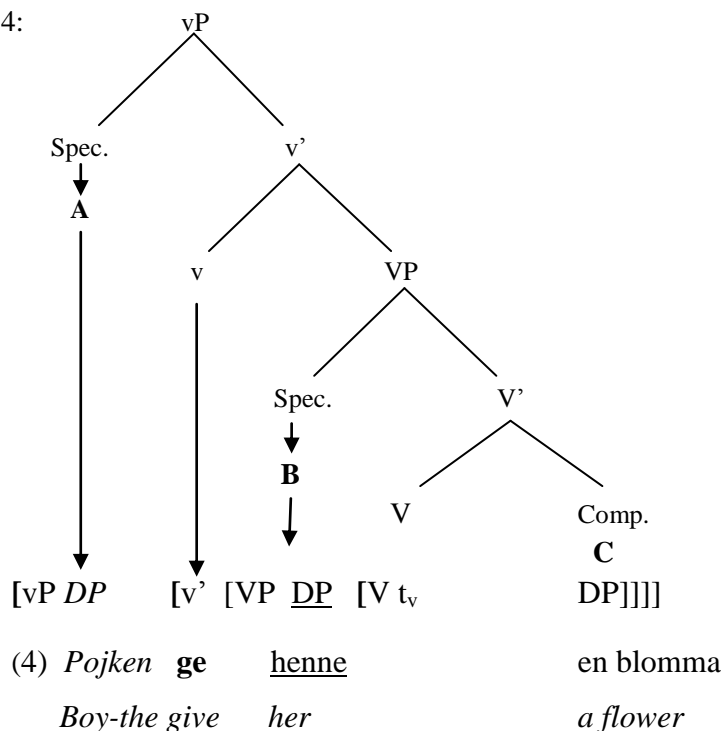 4:
vP
Spec. v’
A
v VP
Spec. V’
B
V Comp.
C
[vP DP [v’ [VP DP [V tv DP]]]]
(4) Pojken ge henne en blomma
Boy-the give her a flower